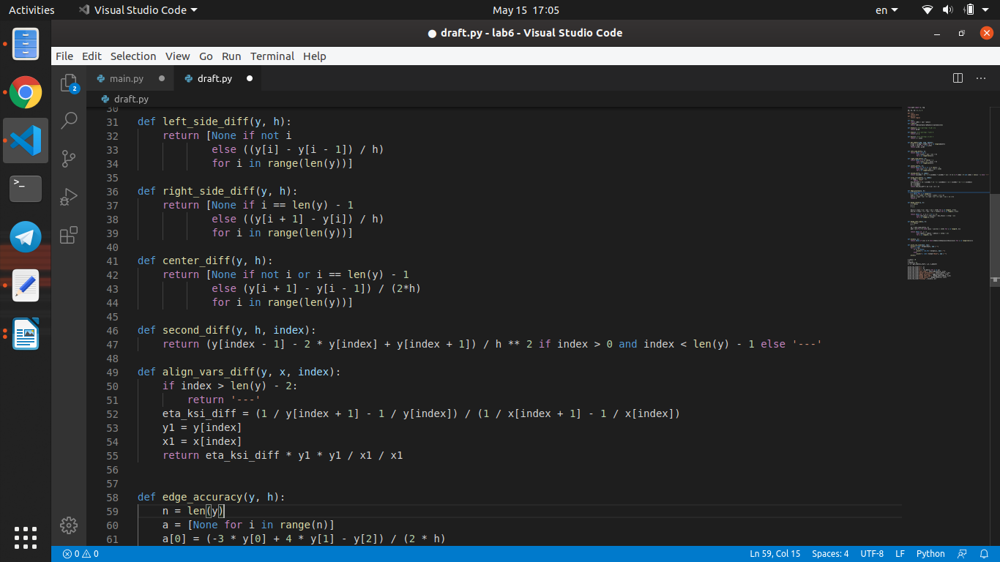 Activities Visual Studio Code May 15 17:05 en
● draft.py - lab6 - Visual Studio Code
File Edit Selection View Go Run Terminal Help
2 main.py draft.py
draft.py
30
31 def left_side_diff(y, h):
32     return [None if not i
33             else ((y[i] - y[i - 1]) / h)
34             for i in range(len(y))]
35
36 def right_side_diff(y, h):
37     return [None if i == len(y) - 1
38             else ((y[i + 1] - y[i]) / h)
39             for i in range(len(y))]
40
41 def center_diff(y, h):
42     return [None if not i or i == len(y) - 1
43             else (y[i + 1] - y[i - 1]) / (2*h)
44             for i in range(len(y))]
45
46 def second_diff(y, h, index):
47     return (y[index - 1] - 2 * y[index] + y[index + 1]) / h ** 2 if index > 0 and index < len(y) - 1 else '---'
48
49 def align_vars_diff(y, x, index):
50     if index > len(y) - 2:
51         return '---'
52     eta_ksi_diff = (1 / y[index + 1] - 1 / y[index]) / (1 / x[index + 1] - 1 / x[index])
53     y1 = y[index]
54     x1 = x[index]
55     return eta_ksi_diff * y1 * y1 / x1 / x1
56
57
58 def edge_accuracy(y, h):
59     n = len(y)
60     a = [None for i in range(n)]
61     a[0] = (-3 * y[0] + 4 * y[1] - y[2]) / (2 * h)
0 0 Ln 59, Col 15 Spaces: 4 UTF-8 LF Python